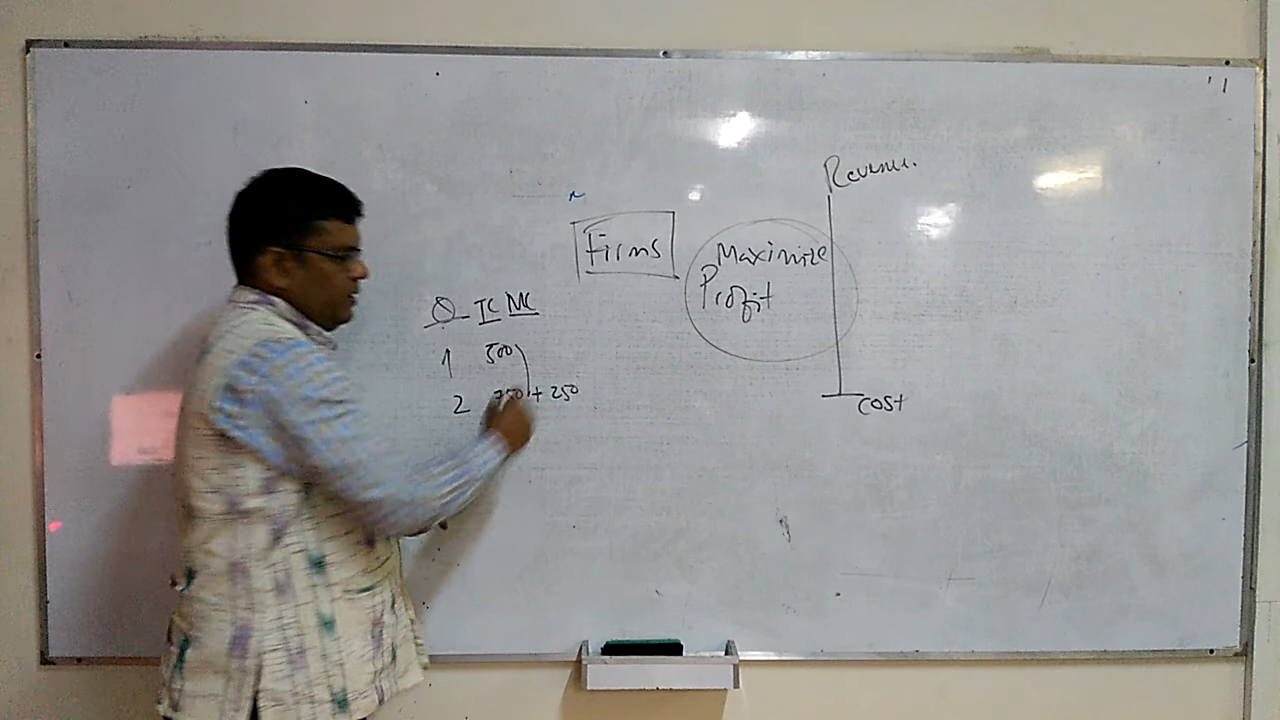 Revenue.
Firms
Maximize
Profit
Q TC MC
1 500
2 750 + 250
cost